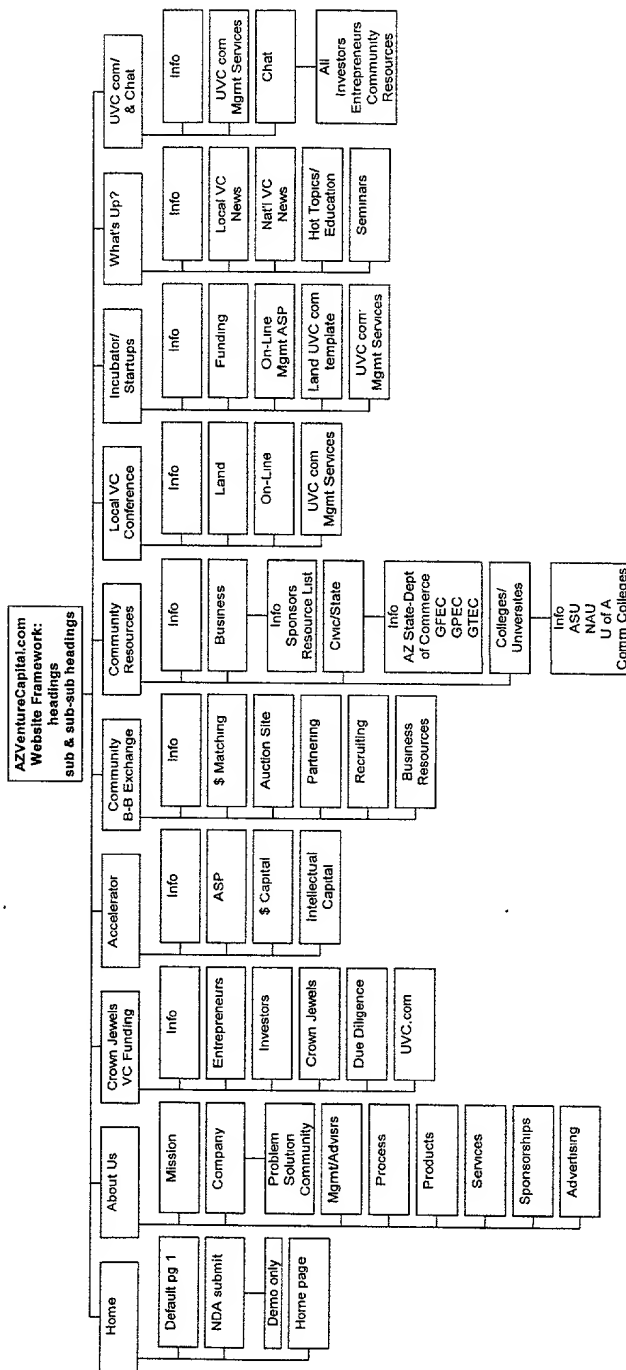 AZVentureCapital.com
Website Framework:
headings
sub & sub-sub headings
Home
Default pg 1
NDA submit
Demo only
Home page
About Us
Mission
Company
Problem
Solution
Community
Mgmt/Advisrs
Process
Products
Services
Sponsorships
Advertising
Crown Jewels
VC Funding
Info
Entrepreneurs
Investors
Crown Jewels
Due Diligence
UVC.com
Accelerator
Info
ASP
$ Capital
Intellectual
Capital
Community
B-B Exchange
Info
$ Matching
Auction Site
Partnering
Recruiting
Business
Resources
Community
Resources
Info
Business
Info
Sponsors
Resource List
Civic/State
Info
AZ State-Dept
of Commerce
GFEC
GPEC
GTEC
Colleges/
Universites
Info
ASU
NAU
U of A
Comm Colleges
Local VC
Conference
Info
Land
On-Line
UVC com
Mgmt Services
Incubator/
Startups
Info
Funding
On-Line
Mgmt ASP
Land UVC com
template
UVC com·
Mgmt Services
What's Up?
Info
Local VC
News
Nat'l VC
News
Hot Topics/
Education
Seminars
UVC com/
& Chat
Info
UVC com
Mgmt Services
Chat
All
Investors
Entrepreneurs
Community
Resources